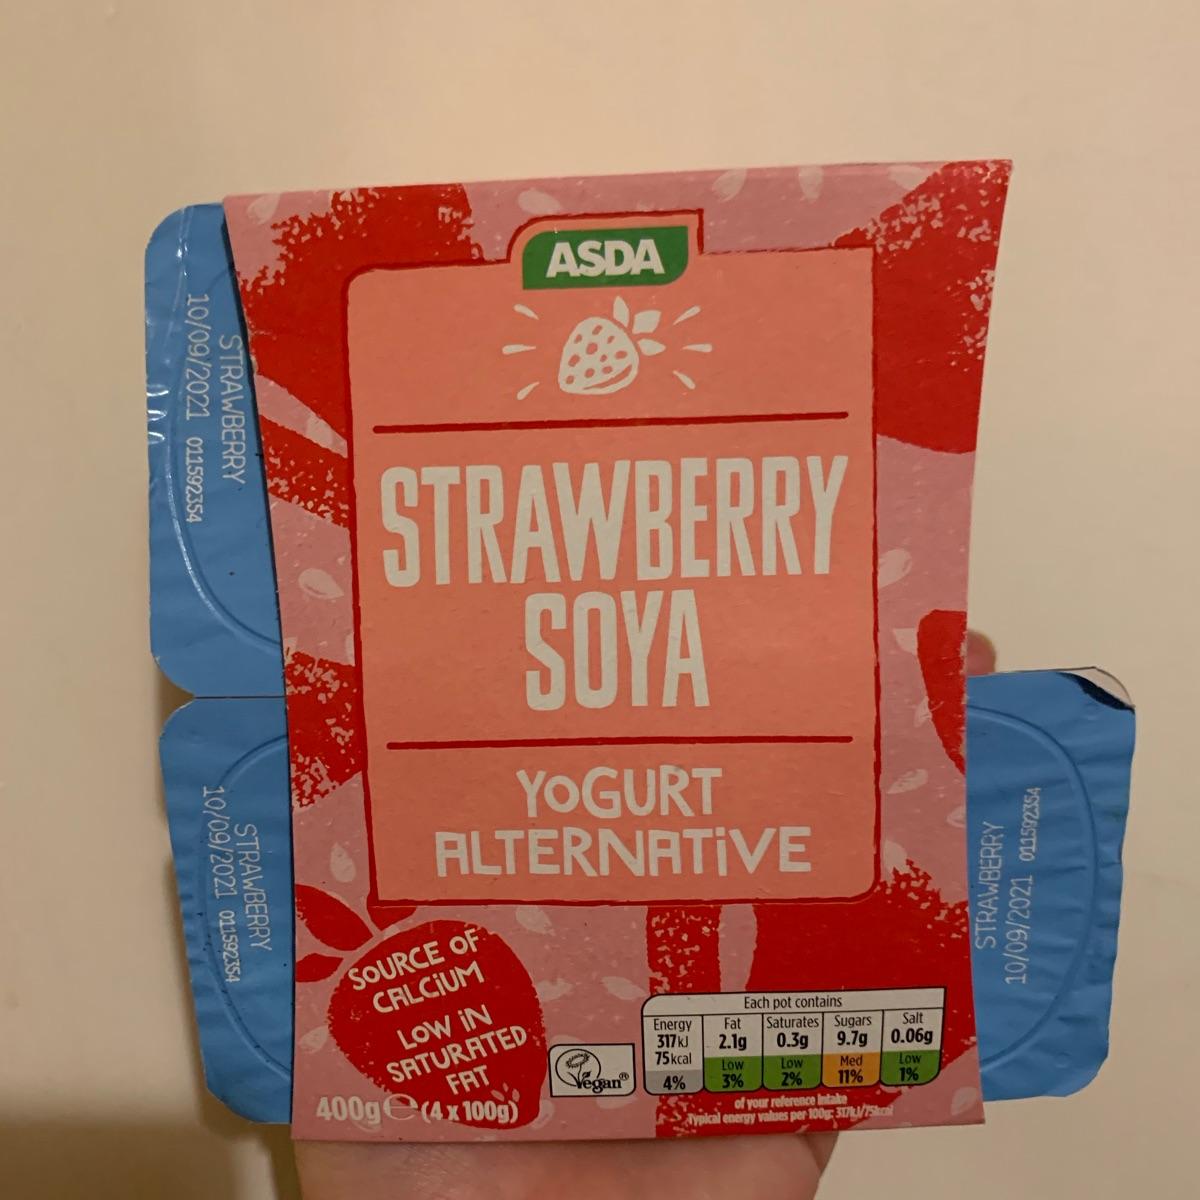 ASDA
STRAWBERRY
SOYA
YOGURT
ALTERNATIVE
SOURCE OF
CALCIUM
LOW IN
SATURATED
FAT
400g e (4 x 100g)
Vegan®
Each pot contains
Energy Fat Saturates Sugars Salt
317kJ 2.1g 0.3g 9.7g 0.06g
75kcal Low Low Med Low
4% 3% 2% 11% 1%
of your reference intake
Typical energy values per 100g: 317kJ/75kcal
STRAWBERRY
10/09/2021 011592354
STRAWBERRY
10/09/2021 011592354
STRAWBERRY
10/09/2021 011592354